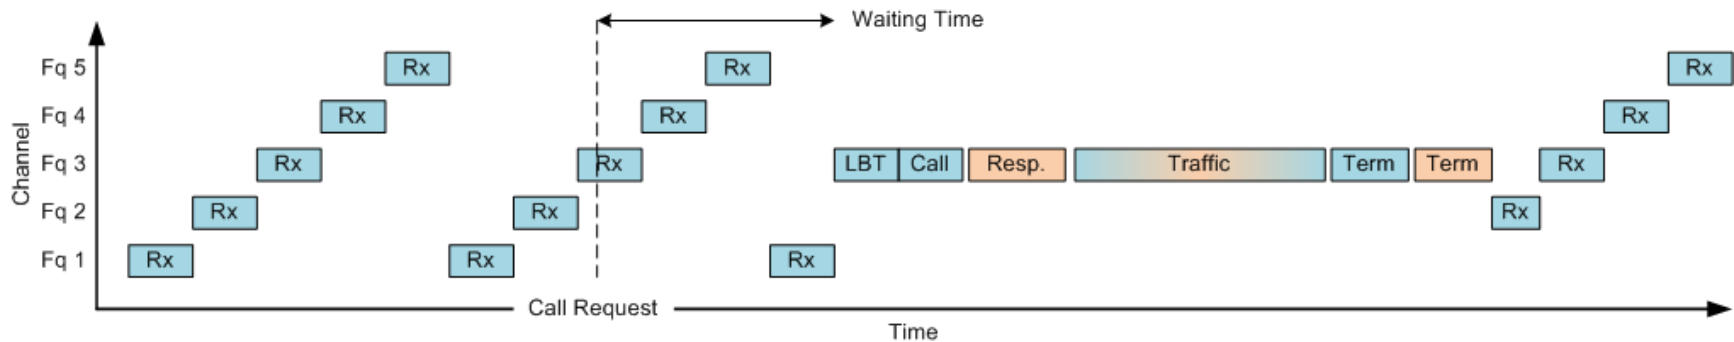 Waiting Time
Fq 5 Rx Rx Rx
Fq 4 Rx Rx Rx
Fq 3 Rx Rx LBT Call Resp. Traffic Term Term Rx
Fq 2 Rx Rx Rx
Fq 1 Rx Rx Rx
Channel
Call Request
Time